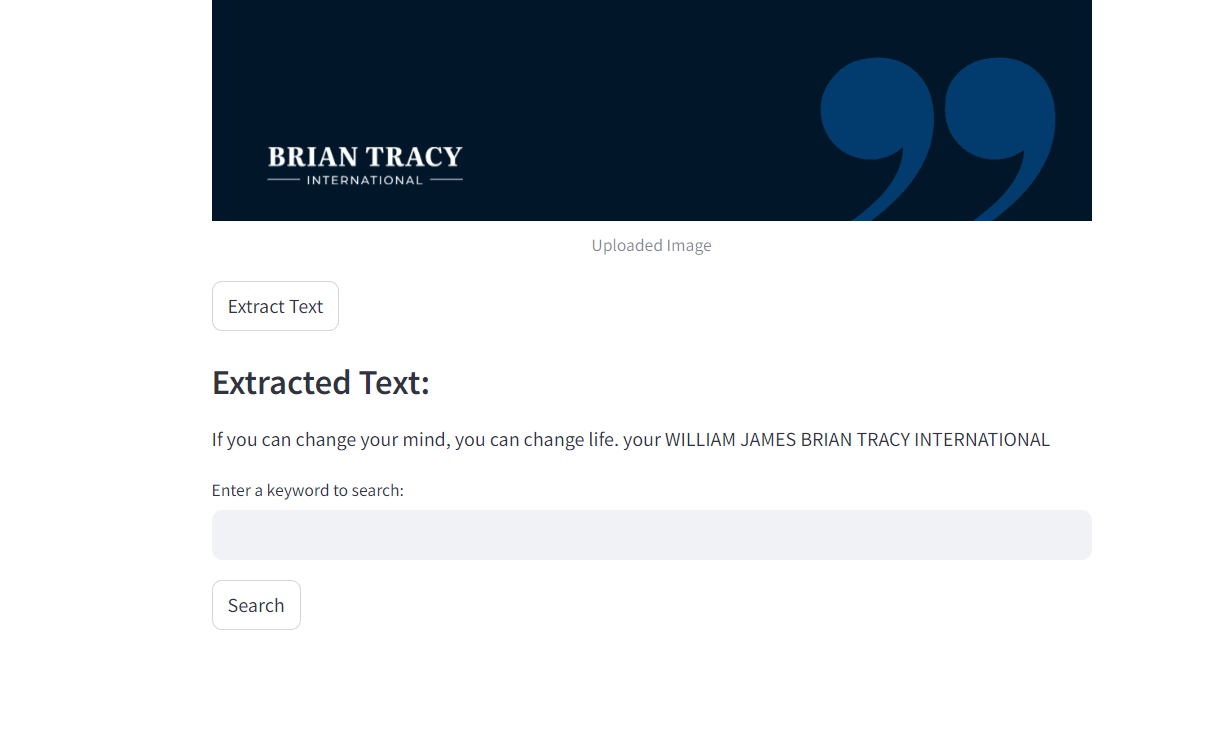 BRIAN TRACY
INTERNATIONAL
Uploaded Image
Extract Text
Extracted Text:
If you can change your mind, you can change life. your WILLIAM JAMES BRIAN TRACY INTERNATIONAL
Enter a keyword to search:
Search